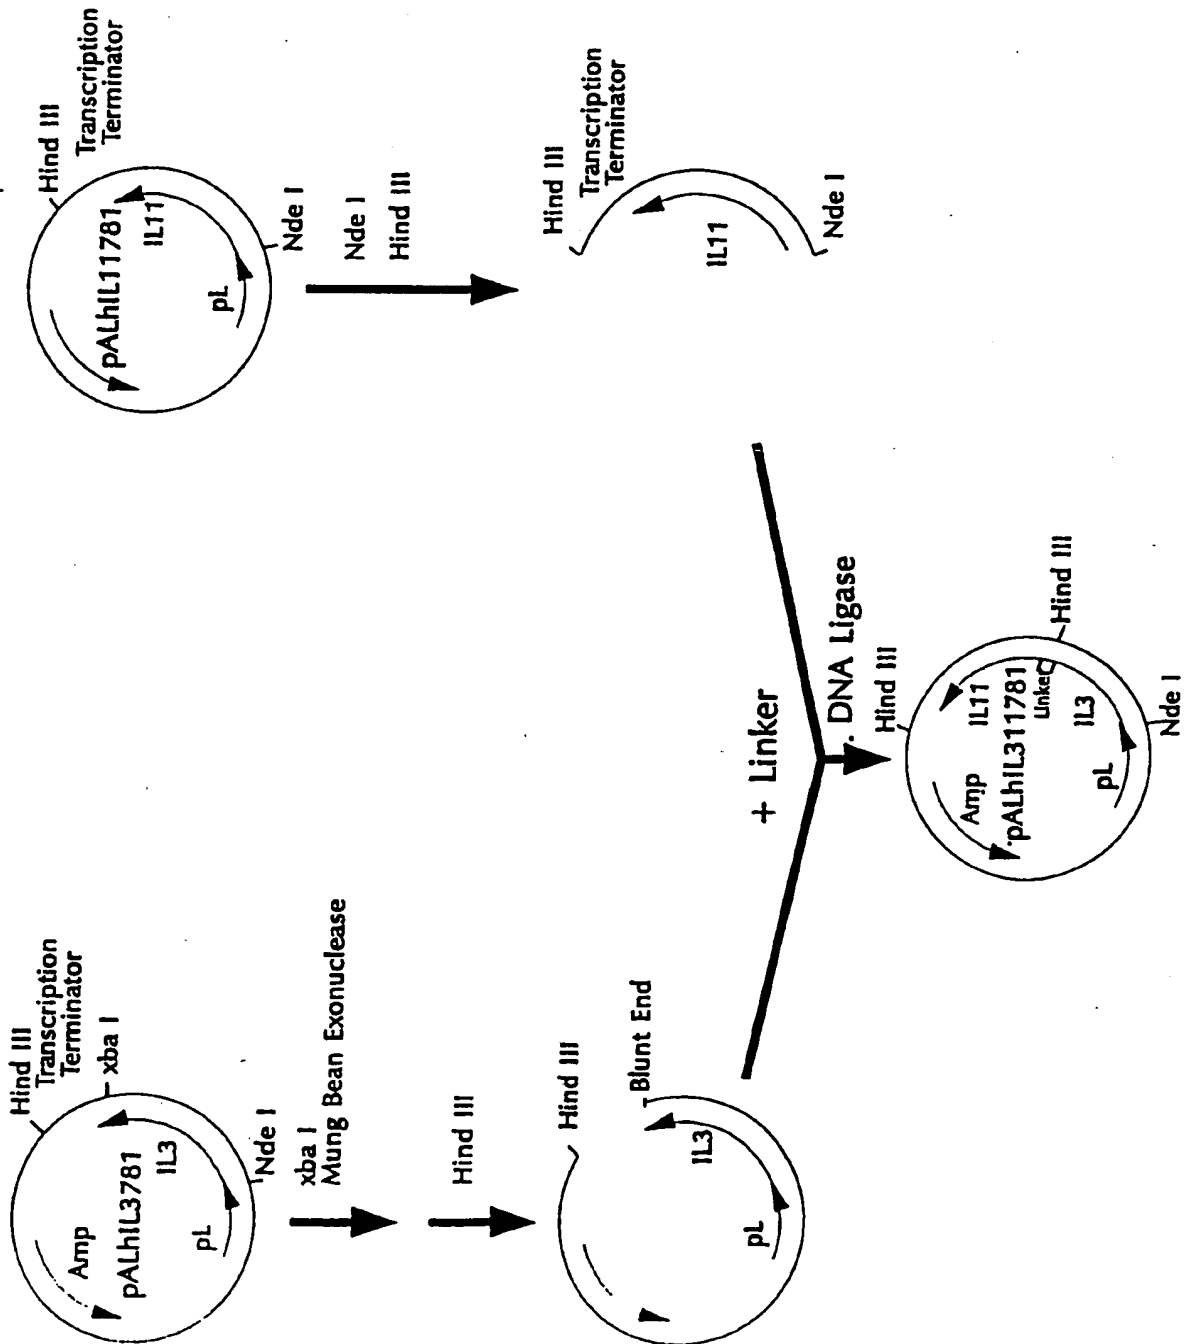 Hind III
Transcription
Terminator
xba I
Amp
pALhIL3781
IL3
pL
Nde I
xba I
Mung Bean Exonuclease
Hind III
Hind III
Blunt End
IL3
pL
Hind III
Transcription
Terminator
pALhIL11781
IL11
pL
Nde I
Nde I
Hind III
Hind III
Transcription
Terminator
IL11
Nde I
+ Linker
DNA Ligase
Hind III
Amp
IL11
pALhIL311781
Linker
Hind III
IL3
pL
Nde I